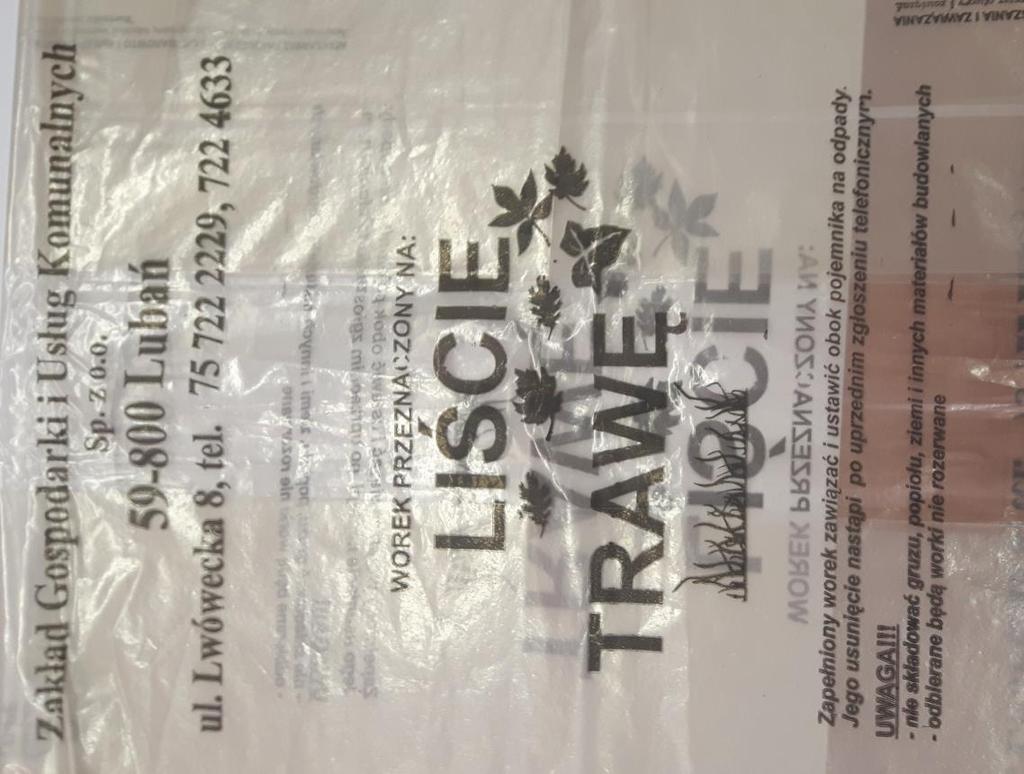 Zakład Gospodarki i Usług Komunalnych
Sp. z o.o.
59-800 Lubań
ul. Lwówecka 8, tel. 75 722 2229, 722 4633
WOREK PRZEZNACZONY NA:
LIŚCIE
TRAWĘ
Zapełniony worek zawiązać i ustawić obok pojemnika na odpady.
Jego usunięcie nastąpi po uprzednim zgłoszeniu telefonicznym.
UWAGA!!!
- nie składować gruzu, popiołu, ziemi i innych materiałów budowlanych
- odbierane będą worki nie rozerwane